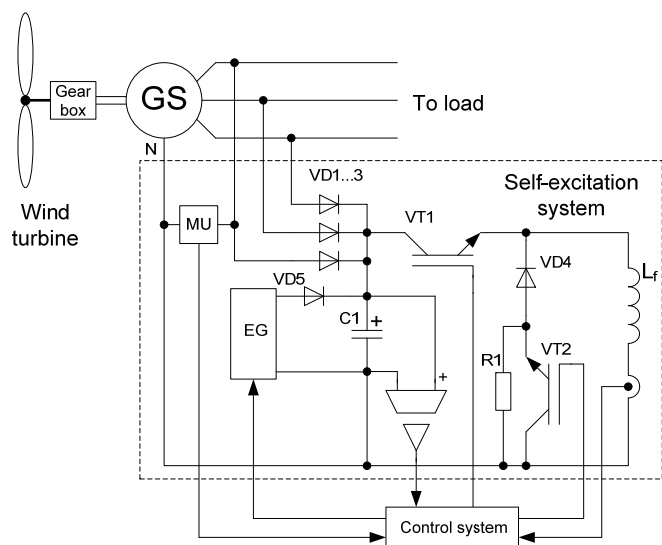 Gear
box
GS
To load
N
Wind
turbine
VD1...3
Self-excitation
system
VT1
MU
VD4
Lf
VD5
C1
+
EG
R1
VT2
+
Control system